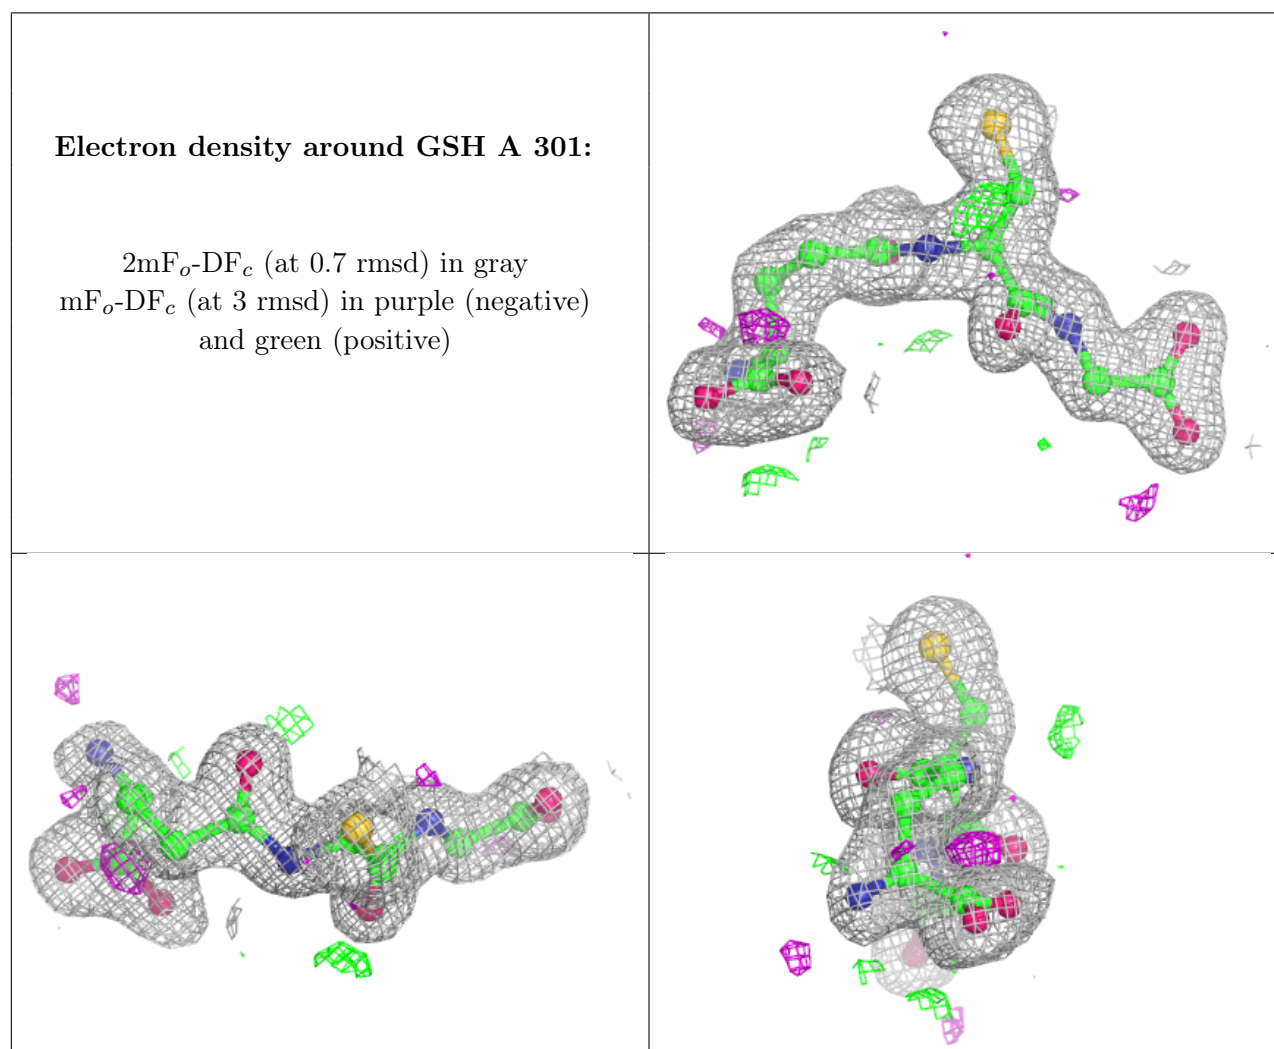 Electron density around GSH A 301:
2mFo-DFc (at 0.7 rmsd) in gray
mFo-DFc (at 3 rmsd) in purple (negative)
and green (positive)